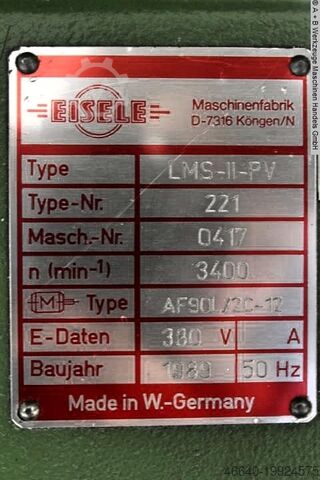 EISELE
Maschinenfabrik
D-7316 Köngen/N
Type LMS-II-PV
Type-Nr. 221
Masch.-Nr. 0417
n (min-1) 3400
M Type AF90L/2C-12
E-Daten 380 V A
Baujahr 1989 50 Hz
Made in W.-Germany
© A + B Werkzeuge Maschinen Handels GmbH
46640-19924575